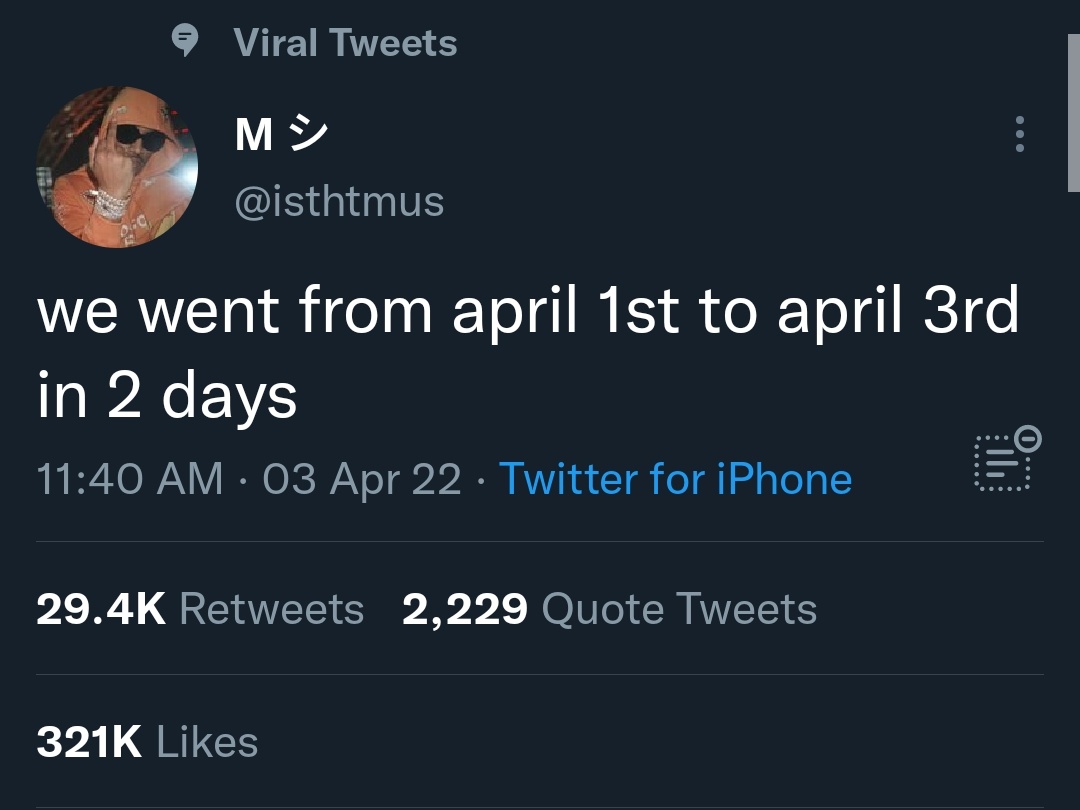 Viral Tweets
M シ
@isthtmus
we went from april 1st to april 3rd
in 2 days
11:40 AM · 03 Apr 22 · Twitter for iPhone
29.4K Retweets 2,229 Quote Tweets
321K Likes